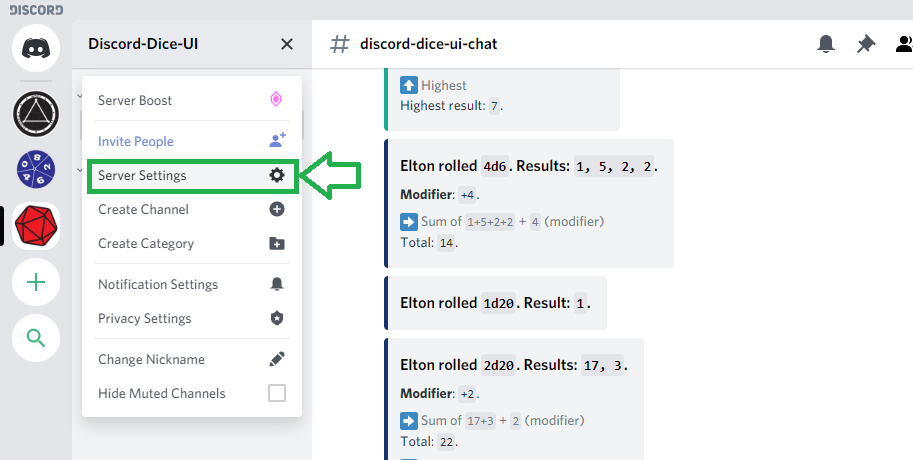 DISCORD
Discord-Dice-UI
Server Boost
Invite People
Server Settings
Create Channel
Create Category
Notification Settings
Privacy Settings
Change Nickname
Hide Muted Channels
# discord-dice-ui-chat
Highest
Highest result: 7.
Elton rolled 4d6. Results: 1, 5, 2, 2.
Modifier: +4.
Sum of 1+5+2+2 + 4 (modifier)
Total: 14.
Elton rolled 1d20. Result: 1.
Elton rolled 2d20. Results: 17, 3.
Modifier: +2.
Sum of 17+3 + 2 (modifier)
Total: 22.